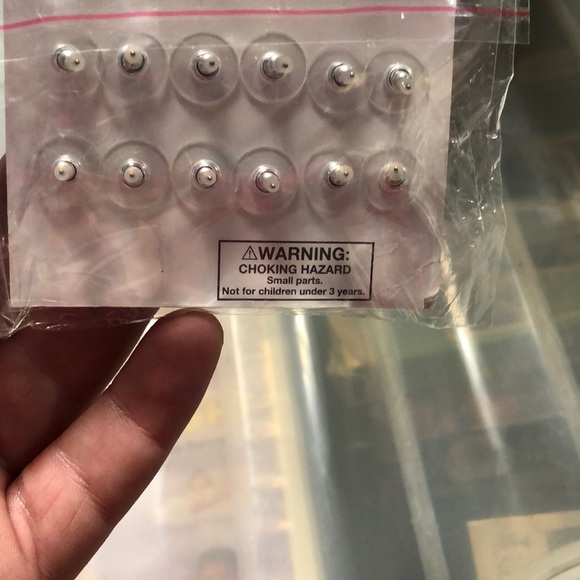 ⚠WARNING:
CHOKING HAZARD
Small parts.
Not for children under 3 years.